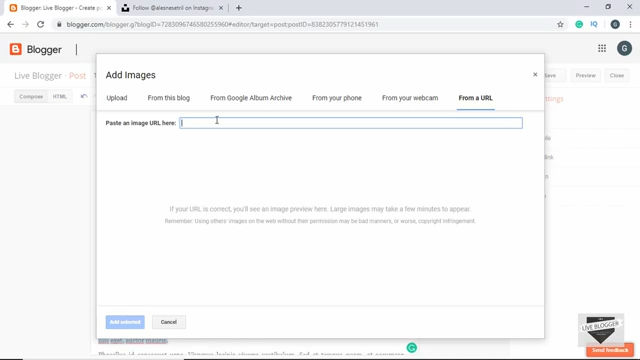 Blogger: Live Blogger - Create p
Follow @alesnesetril on Instagra
blogger.com/blogger.g?blogID=7283096746580255960#editor/target=post;postID=8382305779121451961
Blogger
G
Live Blogger · Post
Save
Preview
Close
Compose
HTML
Add Images
Upload
From this blog
From Google Album Archive
From your phone
From your webcam
From a URL
Paste an image URL here:
If your URL is correct, you'll see an image preview here. Large images may take a few minutes to appear.
Remember: Using others' images on the web without their permission may be bad manners, or worse, copyright infringement.
Add selected
Cancel
LIVE BLOGGER
Send feedback